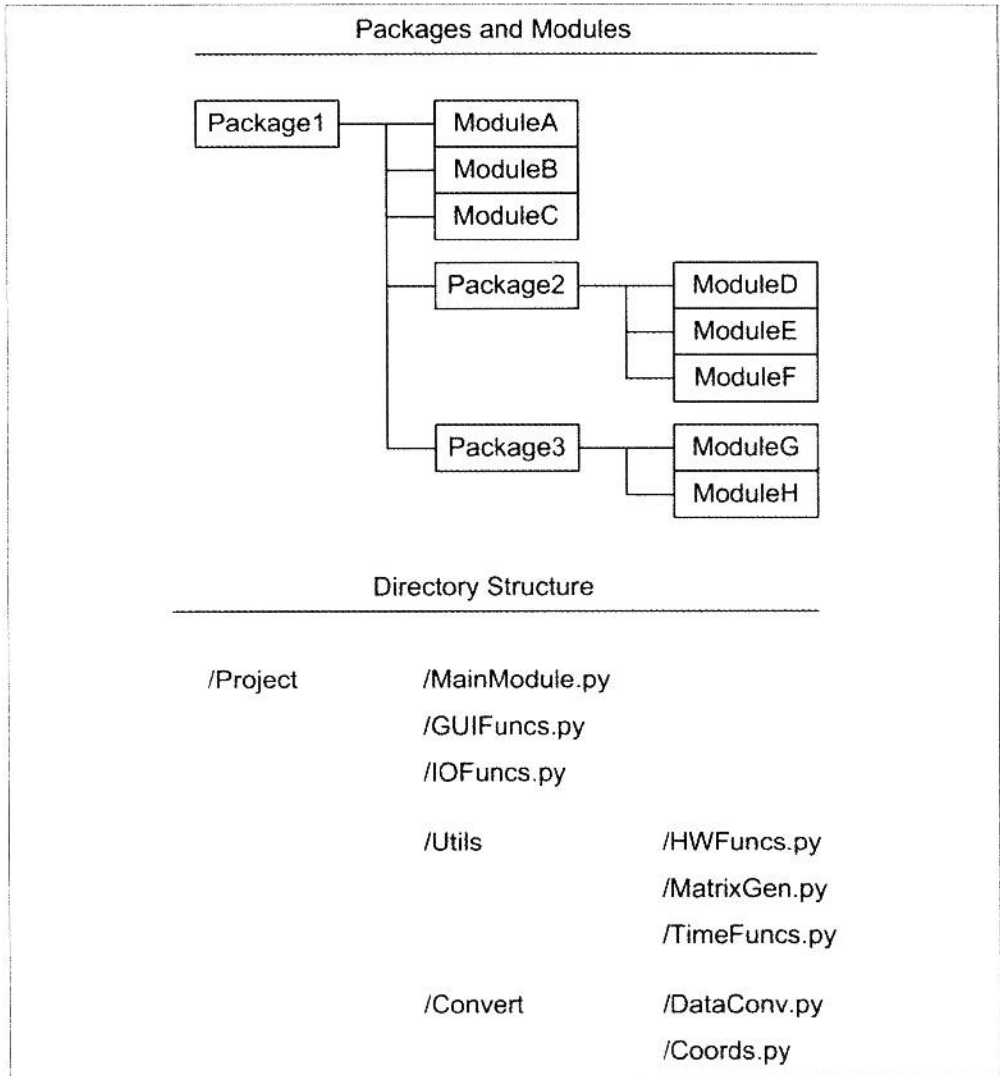 Packages and Modules
Package1
ModuleA
ModuleB
ModuleC
Package2
ModuleD
ModuleE
ModuleF
Package3
ModuleG
ModuleH
Directory Structure
/Project /MainModule.py
/GUIFuncs.py
/IOFuncs.py
/Utils /HWFuncs.py
/MatrixGen.py
/TimeFuncs.py
/Convert /DataConv.py
/Coords.py